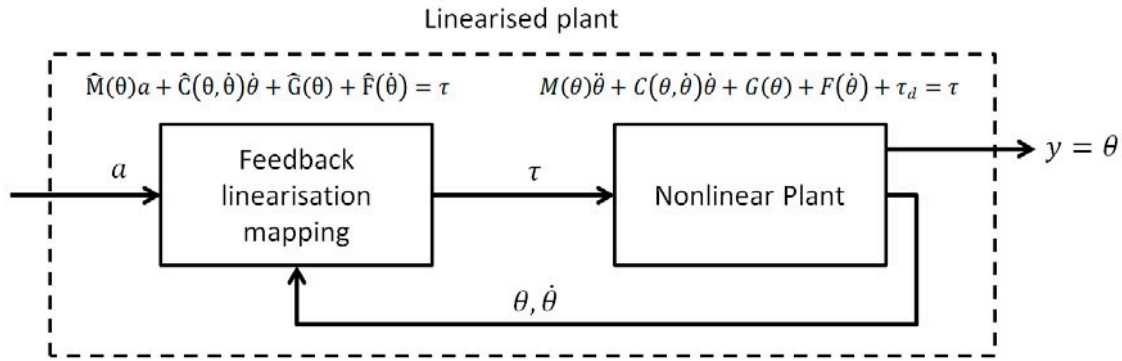 Linearised plant
M̂(θ)a + Ĉ(θ,θ̇)θ̇ + Ĝ(θ) + F̂(θ̇) = τ
M(θ)θ̈ + C(θ,θ̇)θ̇ + G(θ) + F(θ̇) + τ_d = τ
a
Feedback
linearisation
mapping
τ
Nonlinear Plant
y = θ
θ, θ̇